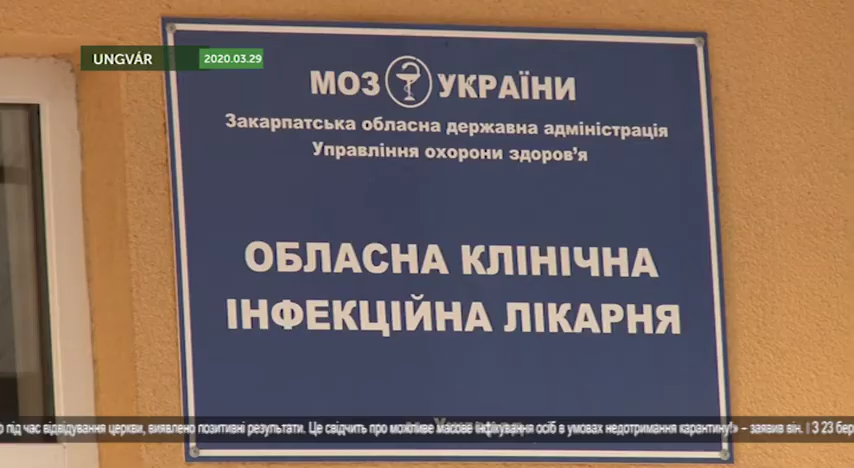 UNGVÁR
2020.03.29
МОЗ УКРАЇНИ
Закарпатська обласна державна адміністрація
Управління охорони здоров'я
ОБЛАСНА КЛІНІЧНА
ІНФЕКЦІЙНА ЛІКАРНЯ
під час відвідування церкви, виявлено позитивні результати. Це свідчить про можливе масове інфікування осіб в умовах недотримання карантину!» – заявив він. | З 23 бер